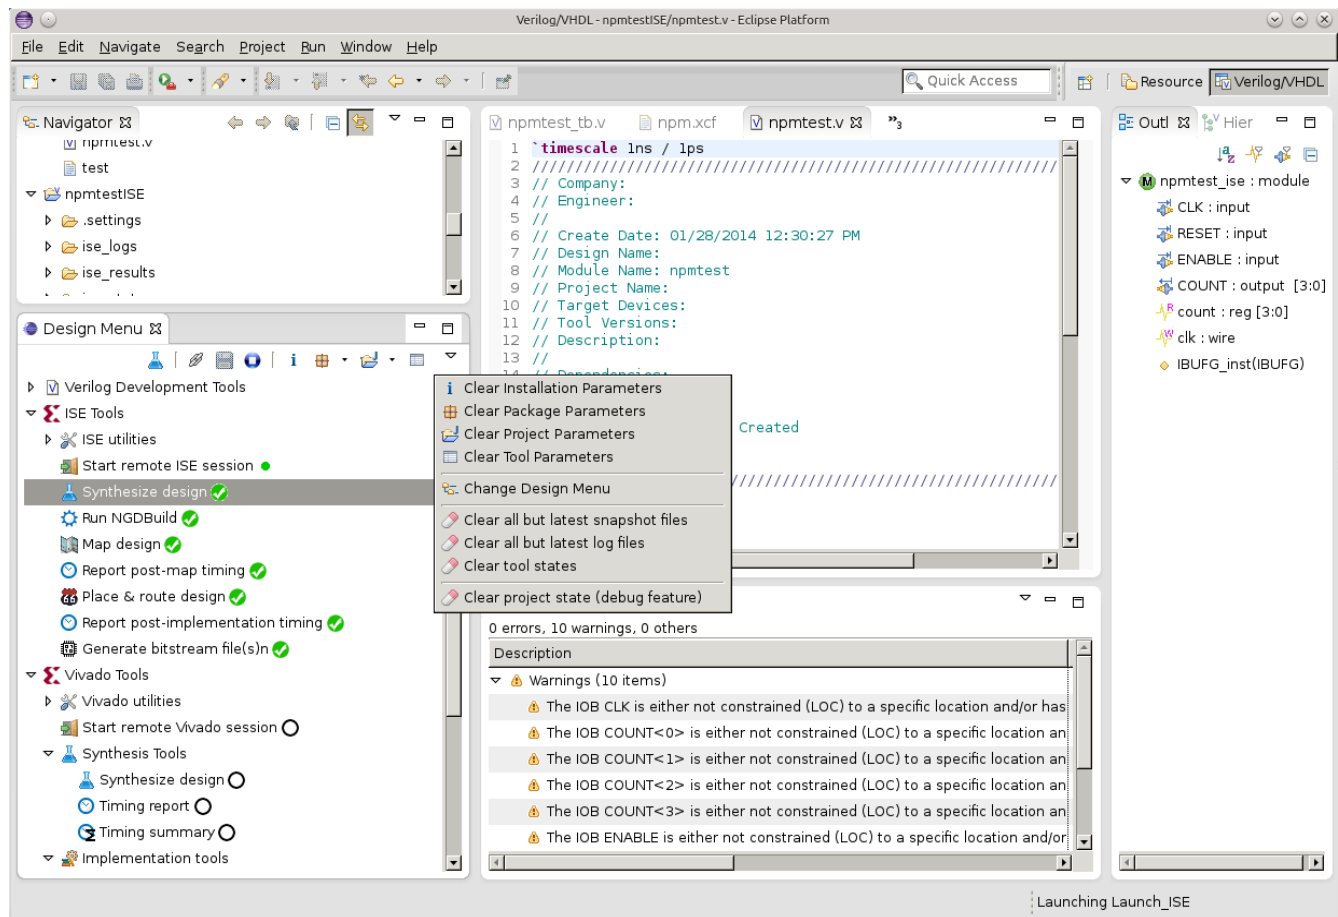 Verilog/VHDL - npmtestISE/npmtest.v - Eclipse Platform
File Edit Navigate Search Project Run Window Help
Quick Access
Resource
Verilog/VHDL
Navigator
npmtest.v
test
npmtestISE
.settings
ise_logs
ise_results
Design Menu
Verilog Development Tools
ISE Tools
ISE utilities
Start remote ISE session
Synthesize design
Run NGDBuild
Map design
Report post-map timing
Place & route design
Report post-implementation timing
Generate bitstream file(s)n
Vivado Tools
Vivado utilities
Start remote Vivado session
Synthesis Tools
Synthesize design
Timing report
Timing summary
Implementation tools
Clear Installation Parameters
Clear Package Parameters
Clear Project Parameters
Clear Tool Parameters
Change Design Menu
Clear all but latest snapshot files
Clear all but latest log files
Clear tool states
Clear project state (debug feature)
npmtest_tb.v npm.xcf npmtest.v »3
1 `timescale 1ns / 1ps
2 ////////////////////////////////////////////////////////////
3 // Company:
4 // Engineer:
5 //
6 // Create Date: 01/28/2014 12:30:27 PM
7 // Design Name:
8 // Module Name: npmtest
9 // Project Name:
10 // Target Devices:
11 // Tool Versions:
12 // Description:
13 //
14 // Dependencies:
Created
/////////////////////////////////////
0 errors, 10 warnings, 0 others
Description
Warnings (10 items)
The IOB CLK is either not constrained (LOC) to a specific location and/or has
The IOB COUNT<0> is either not constrained (LOC) to a specific location an
The IOB COUNT<1> is either not constrained (LOC) to a specific location an
The IOB COUNT<2> is either not constrained (LOC) to a specific location an
The IOB COUNT<3> is either not constrained (LOC) to a specific location an
The IOB ENABLE is either not constrained (LOC) to a specific location and/or
Outl Hier
npmtest_ise : module
CLK : input
RESET : input
ENABLE : input
COUNT : output [3:0]
count : reg [3:0]
clk : wire
IBUFG_inst(IBUFG)
Launching Launch_ISE